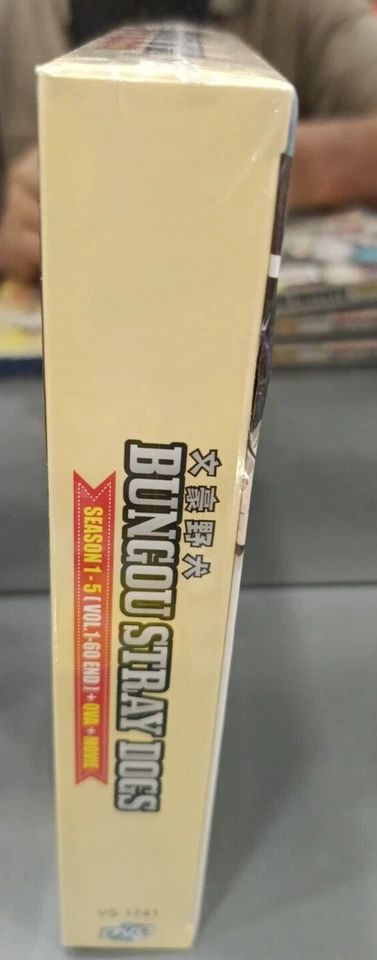 文豪野犬
BUNGOU STRAY DOGS
SEASON 1 - 5 ( VOL.1-60 END ) + OVA + MOVIE
VS 1741